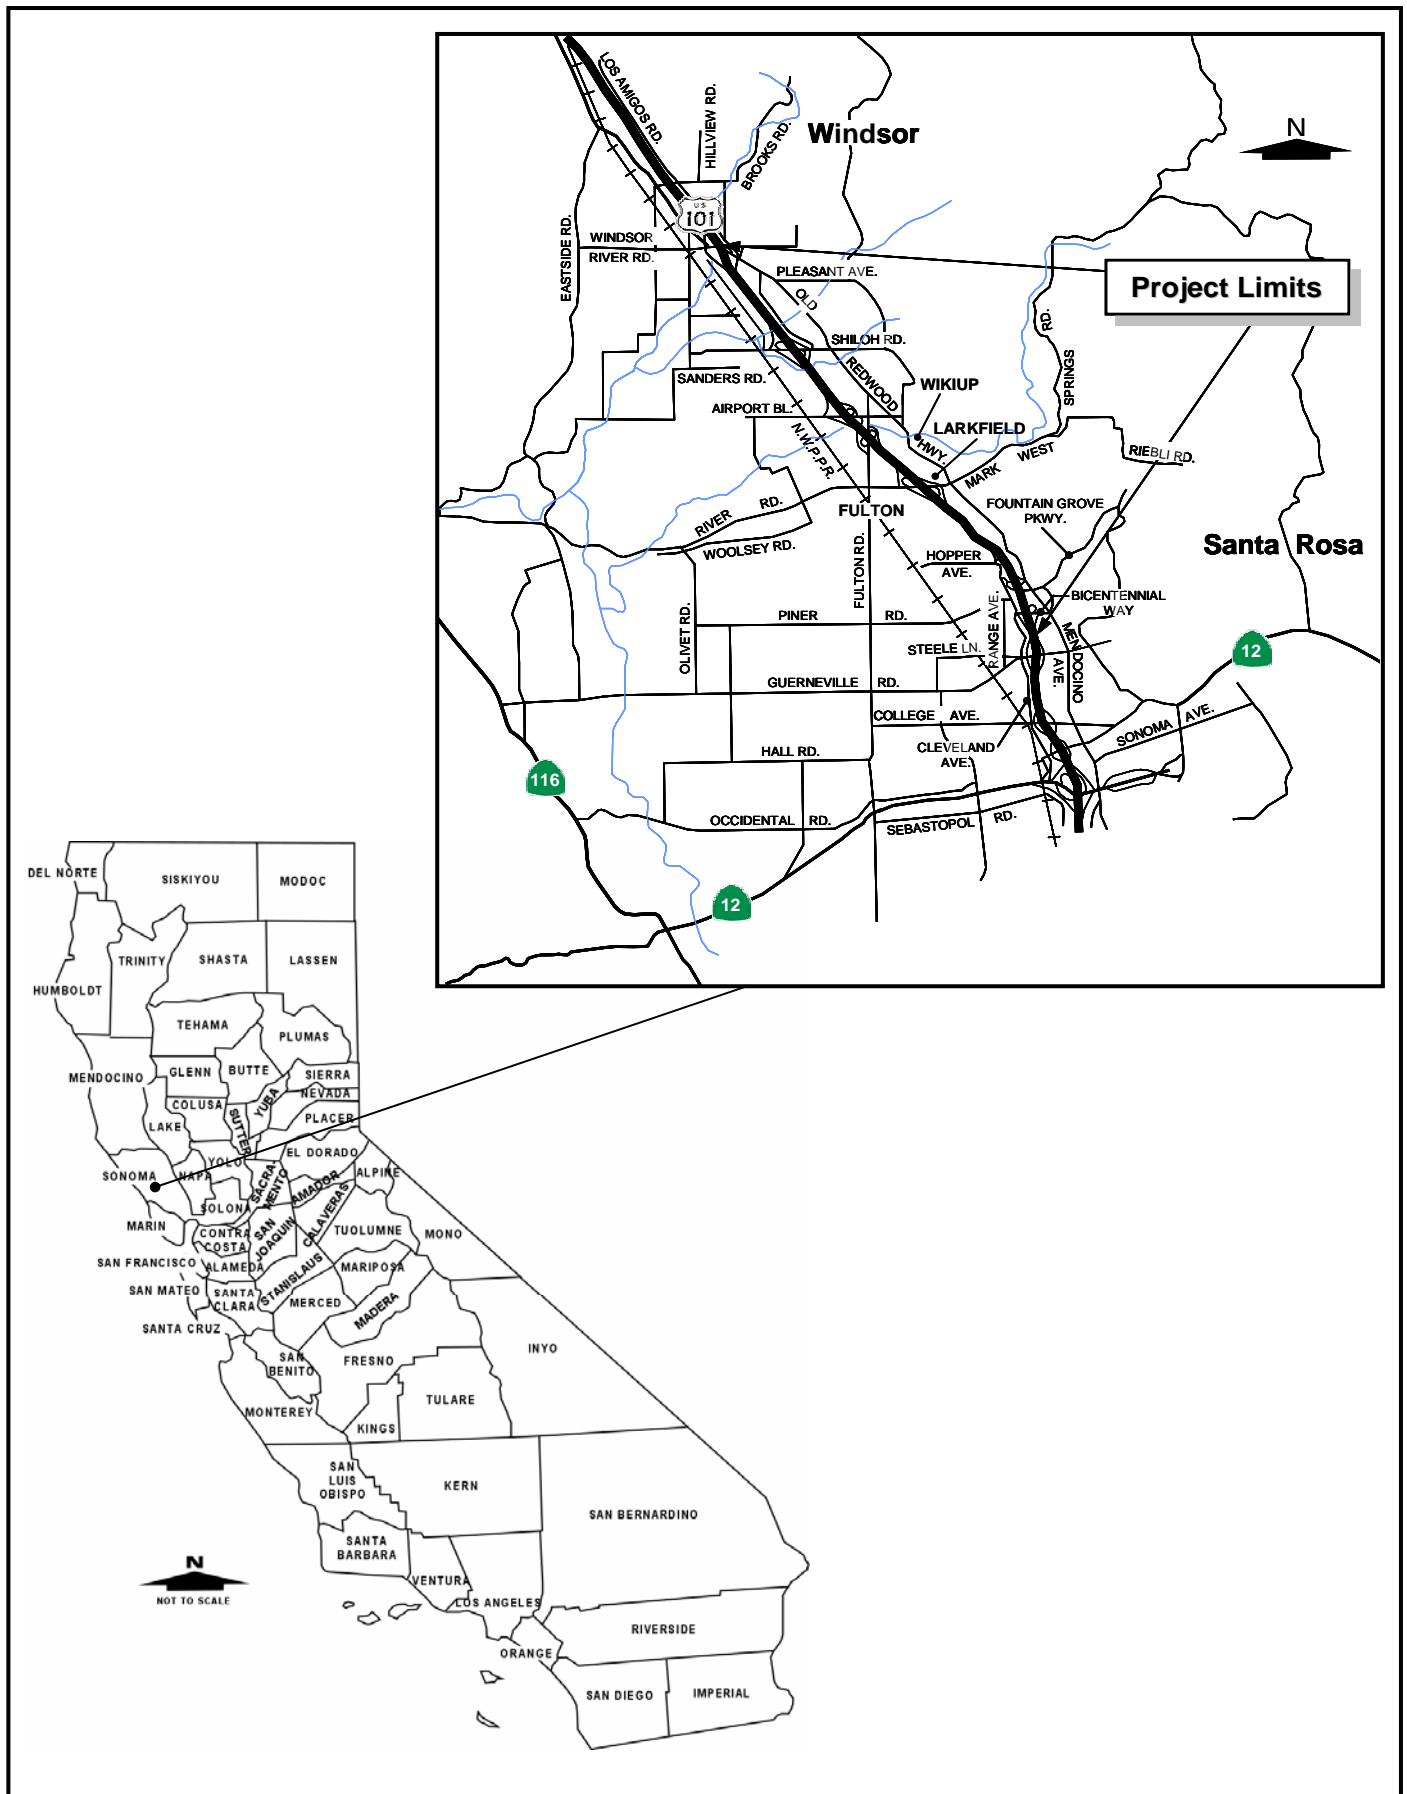 LOS AMIGOS RD.
HILLVIEW RD.
BROOKS RD.
Windsor
N
U.S.
101
EASTSIDE RD.
WINDSOR
RIVER RD.
PLEASANT AVE.
Project Limits
OLD
REDWOOD
HWY.
SHILOH RD.
SANDERS RD.
AIRPORT BL.
WIKIUP
LARKFIELD
N.W.P.P.R.
MARK
WEST
SPRINGS
RD.
RIEBLI RD.
FOUNTAIN GROVE
PKWY.
RIVER
RD.
FULTON
WOOLSEY RD.
FULTON RD.
HOPPER
AVE.
Santa Rosa
BICENTENNIAL
WAY
OLIVET RD.
PINER
RD.
RANGE AVE.
MENDOCINO
AVE.
STEELE LN.
12
GUERNEVILLE
RD.
COLLEGE AVE.
SONOMA AVE.
CLEVELAND
AVE.
HALL RD.
116
OCCIDENTAL RD.
SEBASTOPOL RD.
12
DEL NORTE
SISKIYOU
MODOC
TRINITY
SHASTA
LASSEN
HUMBOLDT
TEHAMA
PLUMAS
MENDOCINO
GLENN
BUTTE
SIERRA
NEVADA
COLUSA
YUBA
SUTTER
PLACER
LAKE
YOLO
EL DORADO
SONOMA
NAPA
SACRA-
MENTO
AMADOR
ALPINE
SOLONA
CALAVERAS
MARIN
CONTRA
COSTA
SAN
JOAQUIN
TUOLUMNE
MONO
SAN FRANCISCO
ALAMEDA
STANISLAUS
MARIPOSA
SAN MATEO
SANTA
CLARA
MERCED
MADERA
SANTA CRUZ
SAN
BENITO
FRESNO
INYO
MONTEREY
TULARE
KINGS
SAN
LUIS
OBISPO
KERN
SAN BERNARDINO
SANTA
BARBARA
VENTURA
LOS ANGELES
N
NOT TO SCALE
RIVERSIDE
ORANGE
SAN DIEGO
IMPERIAL